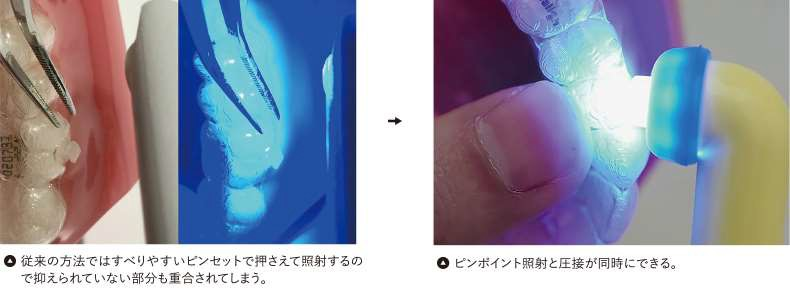 従来の方法ではすべりやすいピンセットで押さえて照射するの
で抑えられていない部分も重合されてしまう。
ピンポイント照射と圧接が同時にできる。